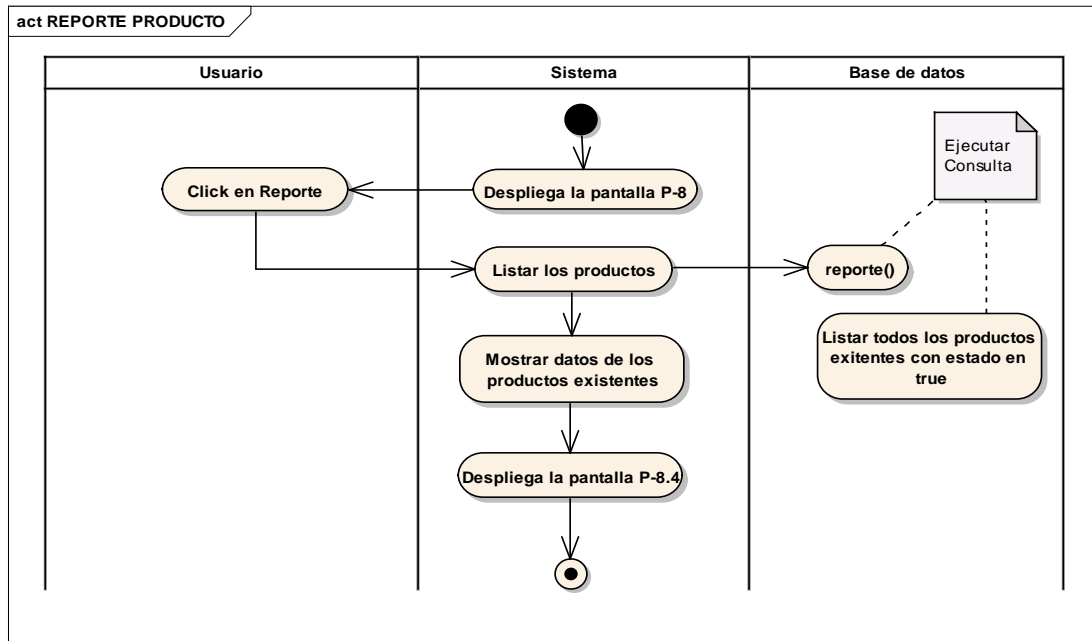 act REPORTE PRODUCTO
Usuario
Sistema
Base de datos
Ejecutar
Consulta
Click en Reporte
Despliega la pantalla P-8
Listar los productos
reporte()
Mostrar datos de los
productos existentes
Listar todos los productos
exitentes con estado en
true
Despliega la pantalla P-8.4